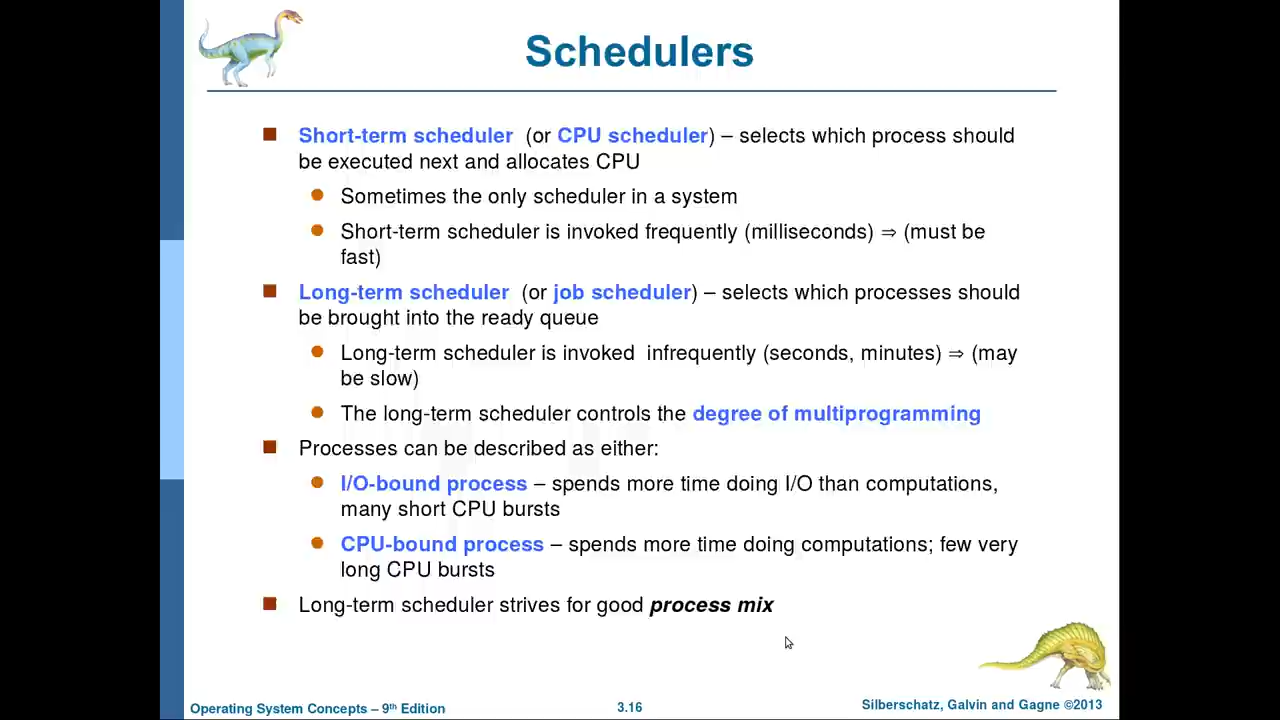 Schedulers
Short-term scheduler (or CPU scheduler) – selects which process should
be executed next and allocates CPU
Sometimes the only scheduler in a system
Short-term scheduler is invoked frequently (milliseconds) ⇒ (must be
fast)
Long-term scheduler (or job scheduler) – selects which processes should
be brought into the ready queue
Long-term scheduler is invoked infrequently (seconds, minutes) ⇒ (may
be slow)
The long-term scheduler controls the degree of multiprogramming
Processes can be described as either:
I/O-bound process – spends more time doing I/O than computations,
many short CPU bursts
CPU-bound process – spends more time doing computations; few very
long CPU bursts
Long-term scheduler strives for good process mix
Operating System Concepts – 9th Edition
3.16
Silberschatz, Galvin and Gagne ©2013